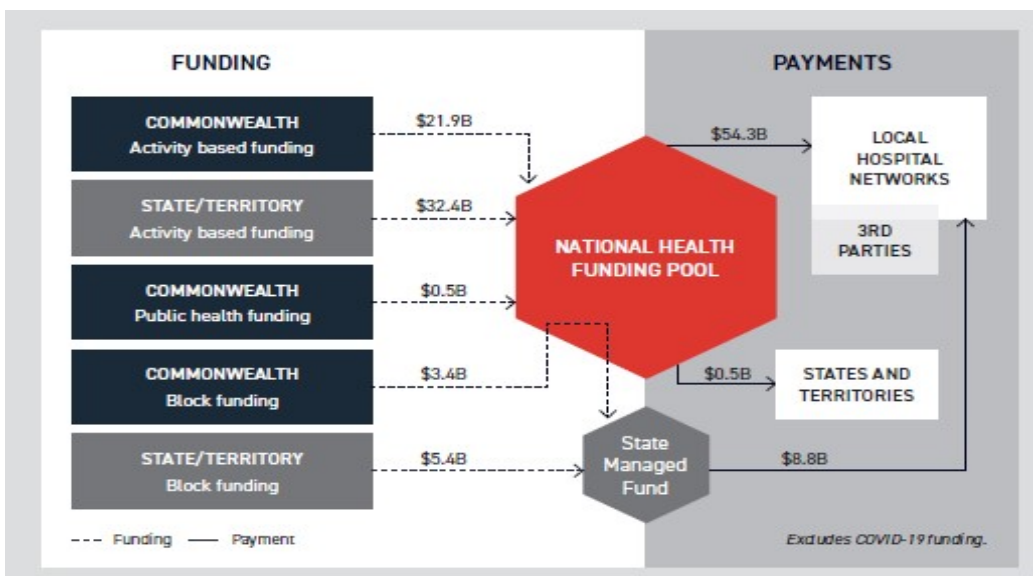 FUNDING
PAYMENTS
COMMONWEALTH
Activity based funding
$21.9B
STATE/TERRITORY
Activity based funding
$32.4B
COMMONWEALTH
Public health funding
$0.5B
COMMONWEALTH
Block funding
$3.4B
STATE/TERRITORY
Block funding
$5.4B
NATIONAL HEALTH
FUNDING POOL
State
Managed
Fund
$54.3B
LOCAL
HOSPITAL
NETWORKS
3RD
PARTIES
$0.5B
STATES AND
TERRITORIES
$8.8B
Funding
Payment
Excludes COVID-19 funding.